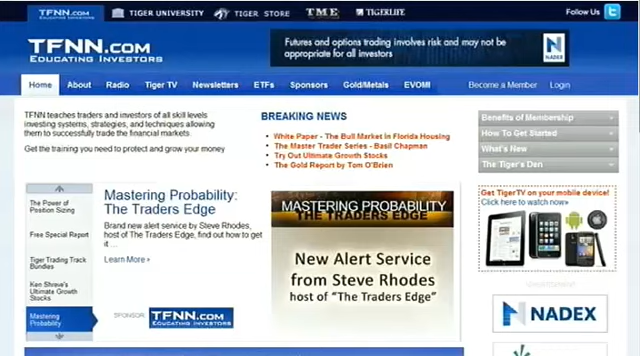 TFNN.COM
TIGER UNIVERSITY
TIGER STORE
TME
TIGERLIFE
Follow Us
TFNN.COM
EDUCATING INVESTORS
Futures and options trading involves risk and may not be
appropriate for all investors
NADEX
Home
About
Radio
Tiger TV
Newsletters
ETFs
Sponsors
Gold/Metals
EVOMI
Become a Member
Login
TFNN teaches traders and investors of all skill levels
investing systems, strategies, and techniques allowing
them to successfully trade the financial markets.
Get the training you need to protect and grow your money
BREAKING NEWS
White Paper - The Bull Market in Florida Housing
The Master Trader Series - Basil Chapman
Try Out Ultimate Growth Stocks
The Gold Report by Tom O'Brien
Benefits of Membership
How To Get Started
What's New
The Tiger's Den
The Power of
Position Sizing
Free Special Report
Tiger Trading Track
Bundles
Ken Shreve's
Ultimate Growth
Stocks
Mastering
Probability
Mastering Probability:
The Traders Edge
Brand new alert service by Steve Rhodes,
host of The Traders Edge, find out how to get
it ...
Learn More
SPONSOR
TFNN.COM
EDUCATING INVESTORS
MASTERING PROBABILITY
THE TRADERS EDGE
New Alert Service
from Steve Rhodes
host of "The Traders Edge"
Get TigerTV on your mobile device!
Click here to watch now»
NADEX